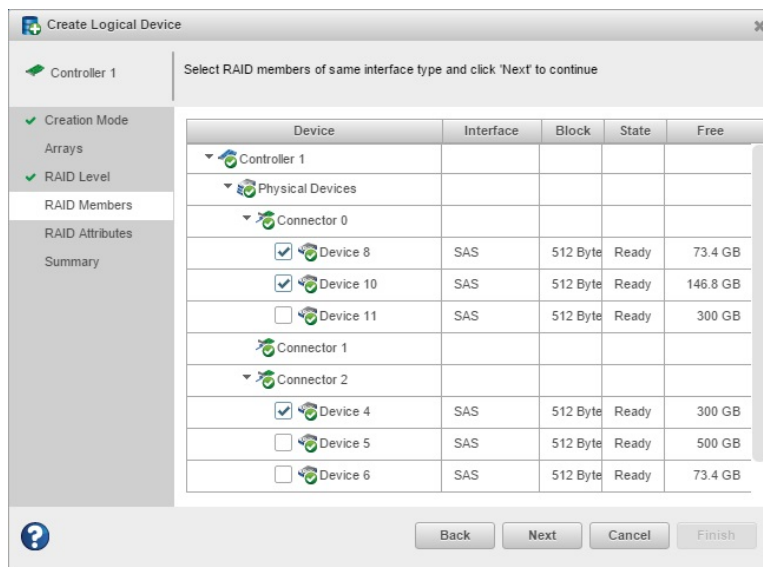 Create Logical Device
Controller 1
Select RAID members of same interface type and click 'Next' to continue
Creation Mode
Arrays
RAID Level
RAID Members
RAID Attributes
Summary
Device Interface Block State Free
Controller 1
Physical Devices
Connector 0
Device 8 SAS 512 Byte Ready 73.4 GB
Device 10 SAS 512 Byte Ready 146.8 GB
Device 11 SAS 512 Byte Ready 300 GB
Connector 1
Connector 2
Device 4 SAS 512 Byte Ready 300 GB
Device 5 SAS 512 Byte Ready 500 GB
Device 6 SAS 512 Byte Ready 73.4 GB
? Back Next Cancel Finish